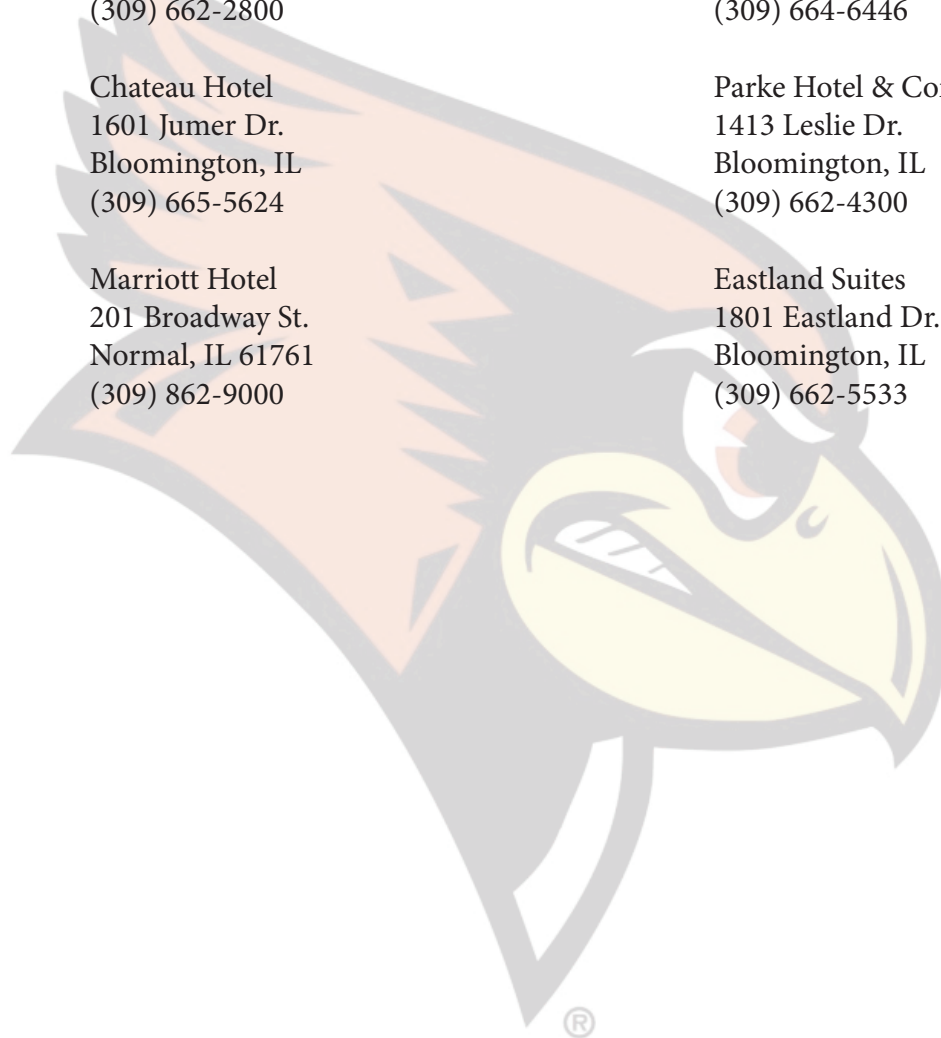 (309) 662-2800
Chateau Hotel
1601 Jumer Dr.
Bloomington, IL
(309) 665-5624
Marriott Hotel
201 Broadway St.
Normal, IL 61761
(309) 862-9000
(309) 664-6446
Parke Hotel &
1413 Leslie Dr.
Bloomington, IL
(309) 662-4300
Eastland Suites
1801 Eastland Dr.
Bloomington, IL
(309) 662-5533
®